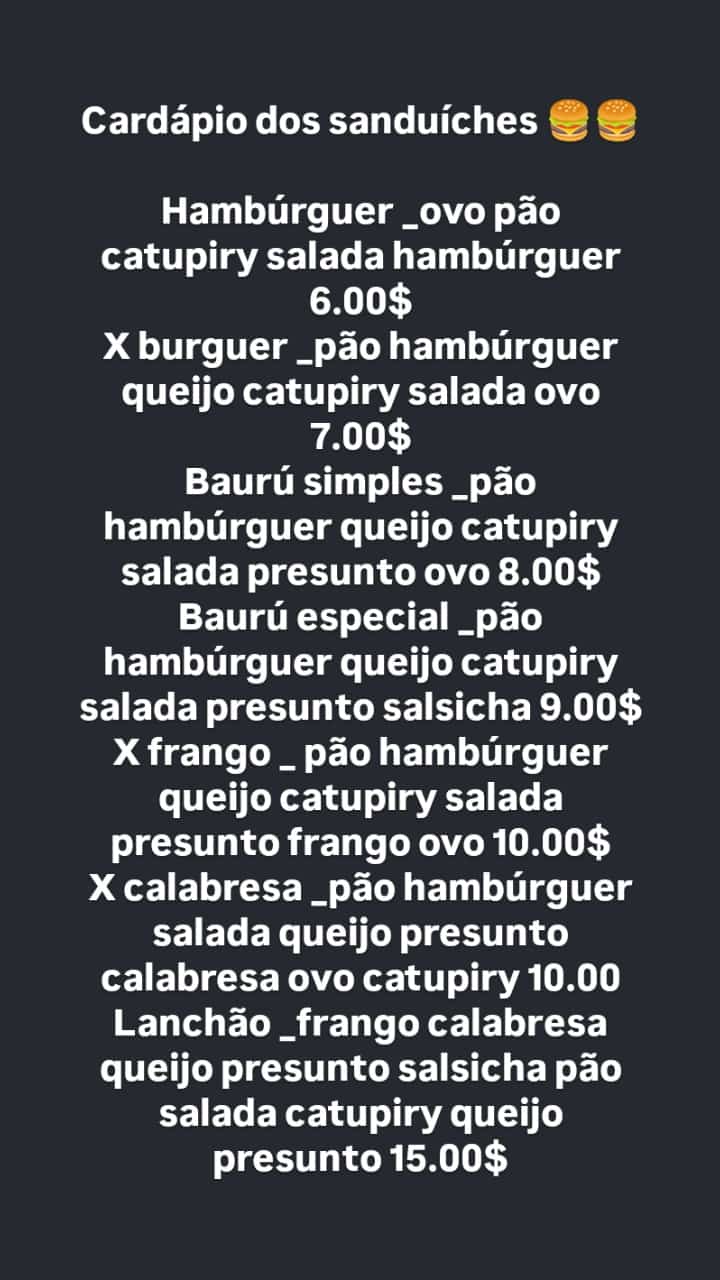 Cardápio dos sanduíches 🍔🍔
Hambúrguer _ovo pão
catupiry salada hambúrguer
6.00$
X burguer _pão hambúrguer
queijo catupiry salada ovo
7.00$
Baurú simples _pão
hambúrguer queijo catupiry
salada presunto ovo 8.00$
Baurú especial _pão
hambúrguer queijo catupiry
salada presunto salsicha 9.00$
X frango _ pão hambúrguer
queijo catupiry salada
presunto frango ovo 10.00$
X calabresa _pão hambúrguer
salada queijo presunto
calabresa ovo catupiry 10.00
Lanchão _frango calabresa
queijo presunto salsicha pão
salada catupiry queijo
presunto 15.00$